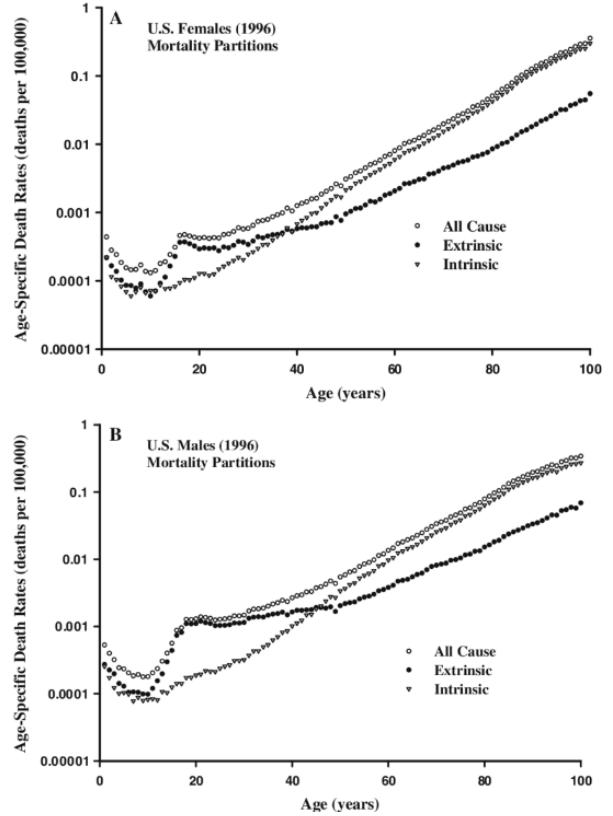 A
U.S. Females (1996)
Mortality Partitions
Age-Specific Death Rates (deaths per 100,000)
1
0.1
0.01
0.001
0.0001
0.00001
All Cause
Extrinsic
Intrinsic
0 20 40 60 80 100
Age (years)
B
U.S. Males (1996)
Mortality Partitions
Age-Specific Death Rates (deaths per 100,000)
1
0.1
0.01
0.001
0.0001
0.00001
All Cause
Extrinsic
Intrinsic
0 20 40 60 80 100
Age (years)